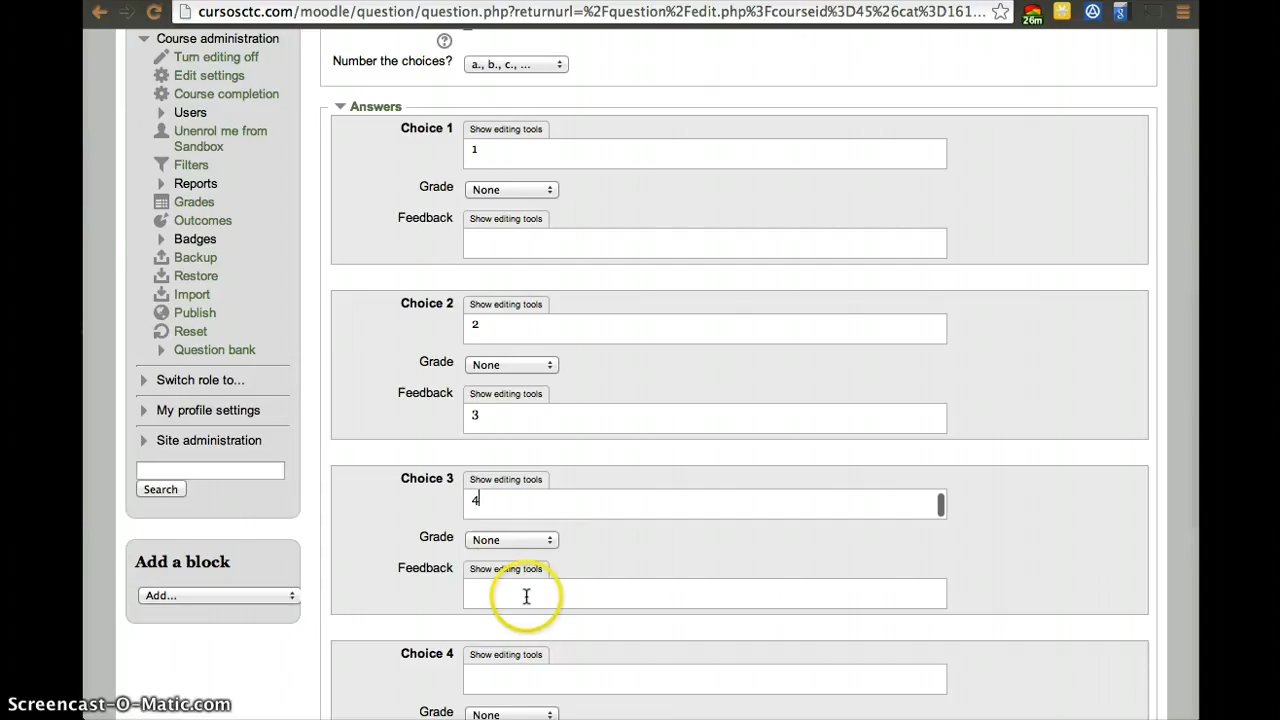 cursosctc.com/moodle/question/question.php?returnurl=%2Fquestion%2Fedit.php%3Fcourseid%3D45%26cat%3D161...
26m
Course administration
Turn editing off
Edit settings
Course completion
Users
Unenrol me from
Sandbox
Filters
Reports
Grades
Outcomes
Badges
Backup
Restore
Import
Publish
Reset
Question bank
Switch role to...
My profile settings
Site administration
Search
Add a block
Add...
?
Number the choices?
a., b., c., ...
Answers
Choice 1
Show editing tools
1
Grade
None
Feedback
Show editing tools
Choice 2
Show editing tools
2
Grade
None
Feedback
Show editing tools
3
Choice 3
Show editing tools
4
Grade
None
Feedback
Show editing tools
Choice 4
Show editing tools
Grade
None
Screencast-O-Matic.com